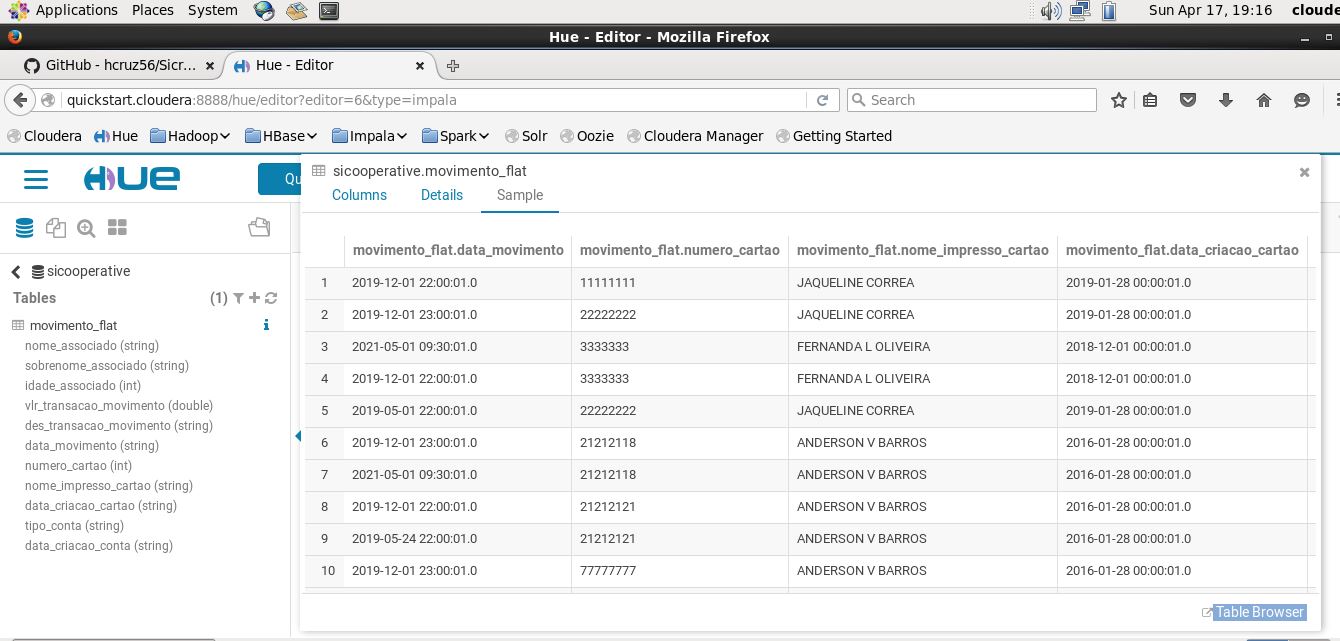 Applications Places System Sun Apr 17, 19:16 cloude
Hue - Editor - Mozilla Firefox
GitHub - hcruz56/Sicr... × Hue - Editor ×
quickstart.cloudera:8888/hue/editor?editor=6&type=impala Search
Cloudera Hue Hadoop HBase Impala Spark Solr Oozie Cloudera Manager Getting Started
HUE Qu
sicooperative.movimento_flat ×
Columns Details Sample
sicooperative
Tables (1)
movimento_flat
nome_associado (string)
sobrenome_associado (string)
idade_associado (int)
vlr_transacao_movimento (double)
des_transacao_movimento (string)
data_movimento (string)
numero_cartao (int)
nome_impresso_cartao (string)
data_criacao_cartao (string)
tipo_conta (string)
data_criacao_conta (string)
movimento_flat.data_movimento movimento_flat.numero_cartao movimento_flat.nome_impresso_cartao movimento_flat.data_criacao_cartao
1 2019-12-01 22:00:01.0 11111111 JAQUELINE CORREA 2019-01-28 00:00:01.0
2 2019-12-01 23:00:01.0 22222222 JAQUELINE CORREA 2019-01-28 00:00:01.0
3 2021-05-01 09:30:01.0 3333333 FERNANDA L OLIVEIRA 2018-12-01 00:00:01.0
4 2019-12-01 22:00:01.0 3333333 FERNANDA L OLIVEIRA 2018-12-01 00:00:01.0
5 2019-05-01 22:00:01.0 22222222 JAQUELINE CORREA 2019-01-28 00:00:01.0
6 2019-12-01 23:00:01.0 21212118 ANDERSON V BARROS 2016-01-28 00:00:01.0
7 2021-05-01 09:30:01.0 21212118 ANDERSON V BARROS 2016-01-28 00:00:01.0
8 2019-12-01 22:00:01.0 21212121 ANDERSON V BARROS 2016-01-28 00:00:01.0
9 2019-05-24 22:00:01.0 21212121 ANDERSON V BARROS 2016-01-28 00:00:01.0
10 2019-12-01 23:00:01.0 77777777 ANDERSON V BARROS 2016-01-28 00:00:01.0
Table Browser